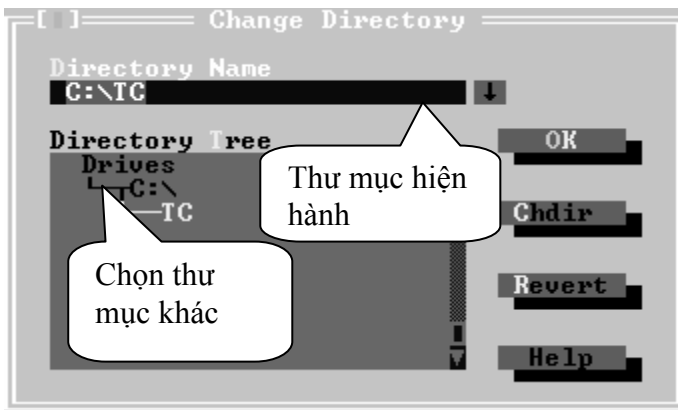 [ ] Change Directory
Directory Name
C:\TC
↓
Directory Tree
Drives
C:\
TC
Thư mục hiện
hành
Chọn thư
mục khác
OK
Chdir
Revert
Help